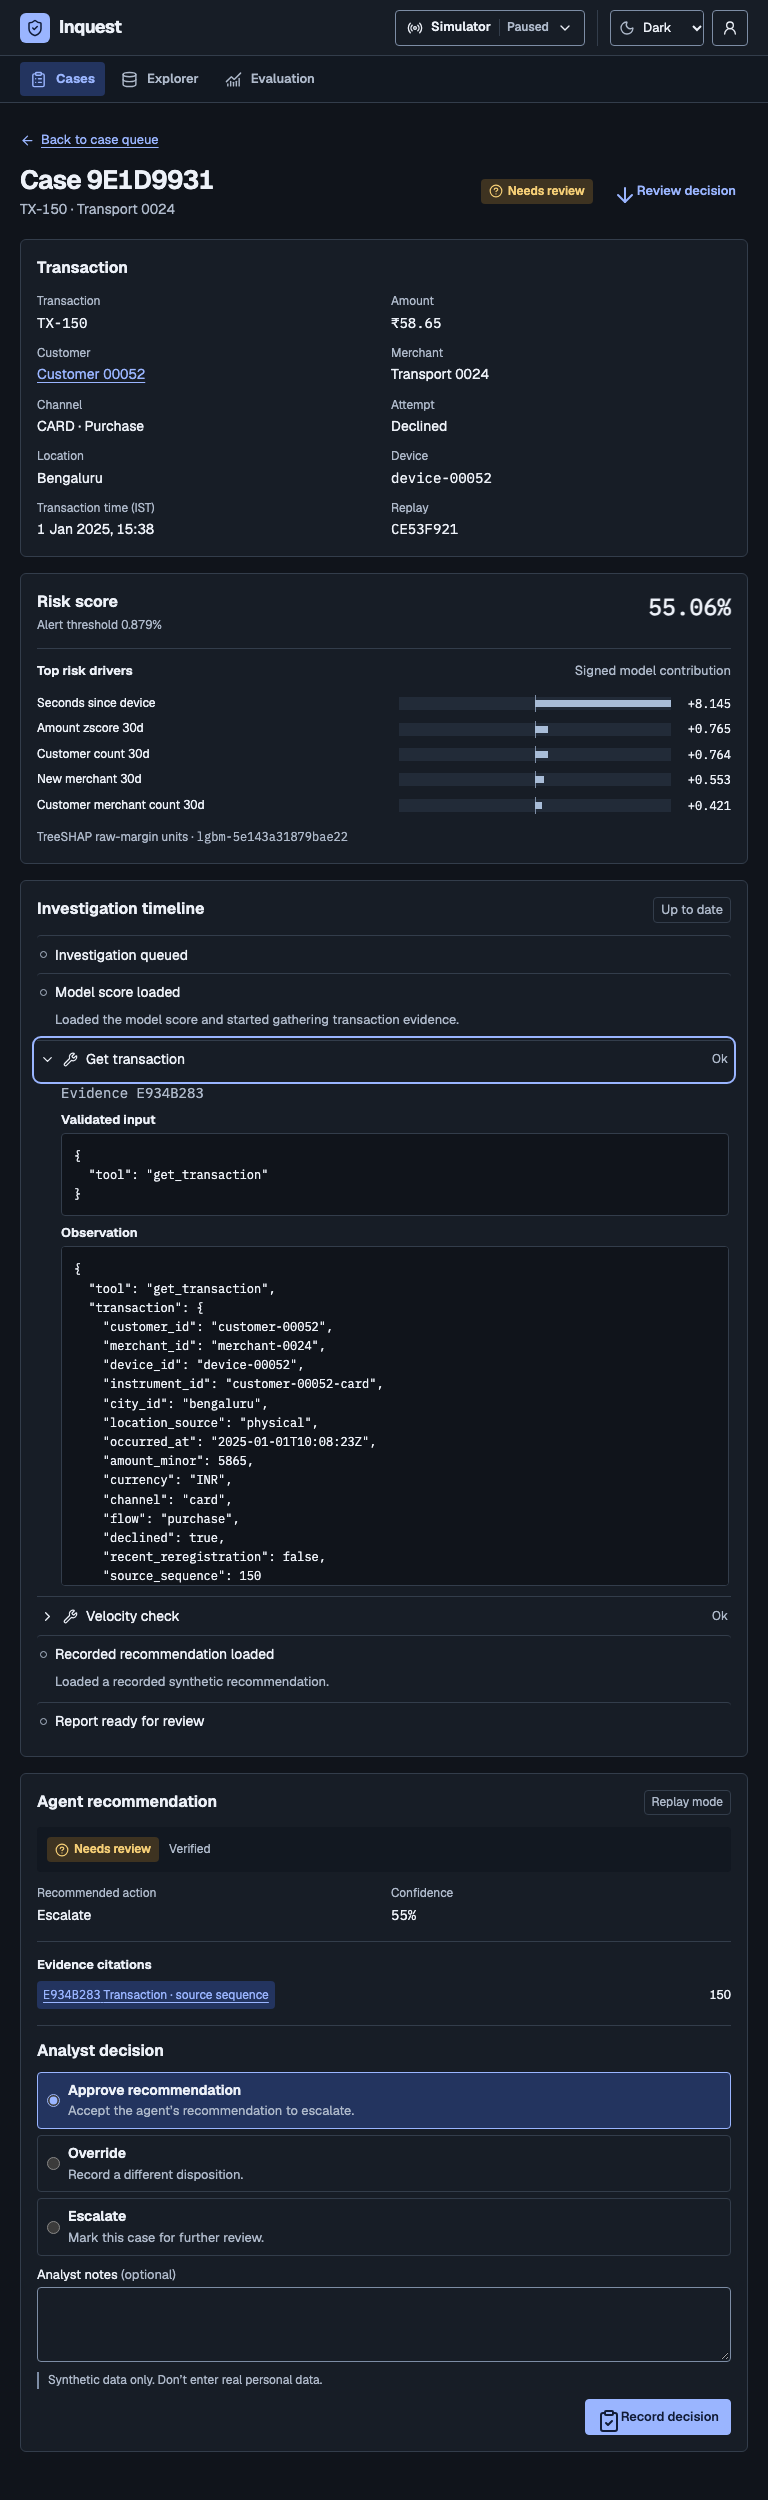 Inquest
Simulator Paused
Dark
Cases
Explorer
Evaluation
Back to case queue
Case 9E1D9931
TX-150 · Transport 0024
Needs review
Review decision
Transaction
Transaction
TX-150
Amount
₹58.65
Customer
Customer 00052
Merchant
Transport 0024
Channel
CARD · Purchase
Attempt
Declined
Location
Bengaluru
Device
device-00052
Transaction time (IST)
1 Jan 2025, 15:38
Replay
CE53F921
Risk score
Alert threshold 0.879%
55.06%
Top risk drivers
Signed model contribution
Seconds since device +8.145
Amount zscore 30d +0.765
Customer count 30d +0.764
New merchant 30d +0.553
Customer merchant count 30d +0.421
TreeSHAP raw-margin units · lgbm-5e143a31879bae22
Investigation timeline
Up to date
Investigation queued
Model score loaded
Loaded the model score and started gathering transaction evidence.
Get transaction Ok
Evidence E934B283
Validated input
{
"tool": "get_transaction"
}
Observation
{
"tool": "get_transaction",
"transaction": {
"customer_id": "customer-00052",
"merchant_id": "merchant-0024",
"device_id": "device-00052",
"instrument_id": "customer-00052-card",
"city_id": "bengaluru",
"location_source": "physical",
"occurred_at": "2025-01-01T10:08:23Z",
"amount_minor": 5865,
"currency": "INR",
"channel": "card",
"flow": "purchase",
"declined": true,
"recent_reregistration": false,
"source_sequence": 150
Velocity check Ok
Recorded recommendation loaded
Loaded a recorded synthetic recommendation.
Report ready for review
Agent recommendation
Replay mode
Needs review Verified
Recommended action
Escalate
Confidence
55%
Evidence citations
E934B283 Transaction · source sequence 150
Analyst decision
Approve recommendation
Accept the agent's recommendation to escalate.
Override
Record a different disposition.
Escalate
Mark this case for further review.
Analyst notes (optional)
Synthetic data only. Don't enter real personal data.
Record decision